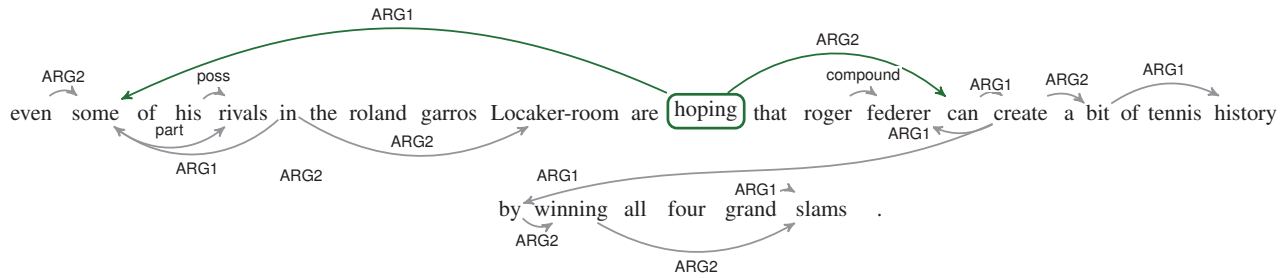 ARG1
ARG2
ARG2 poss compound ARG1 ARG2 ARG1
even some of his rivals in the roland garros Locaker-room are hoping that roger federer can create a bit of tennis history
part ARG2 ARG1
ARG1 ARG2
ARG1 ARG1
by winning all four grand slams .
ARG2
ARG2